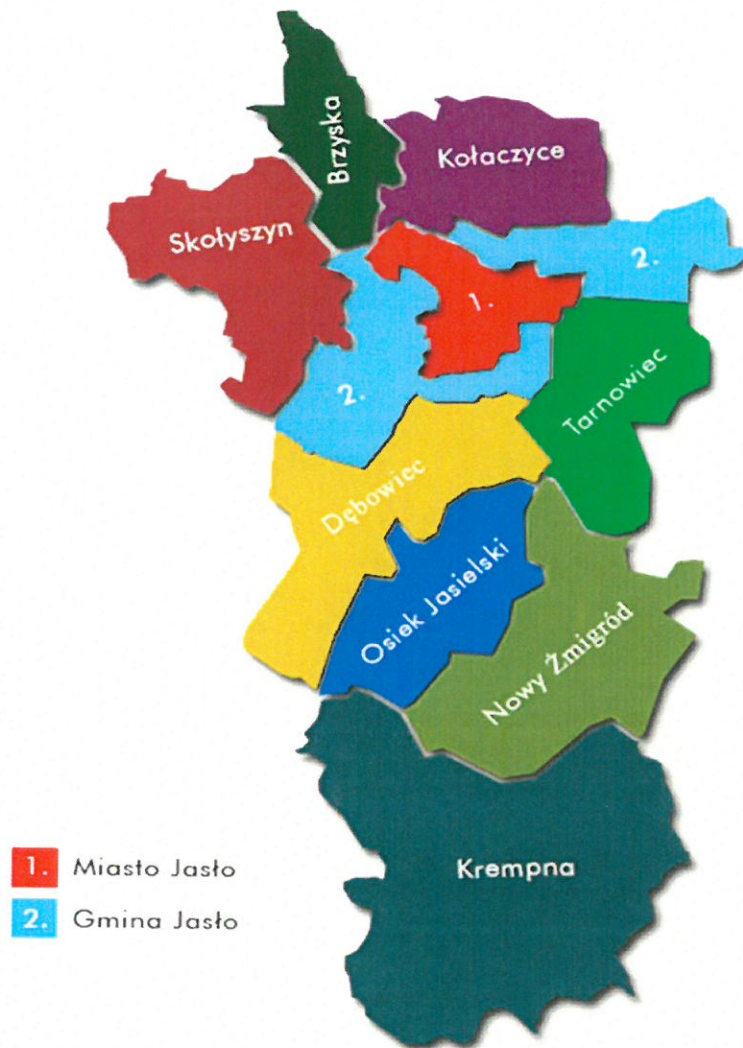 Brzyska
Kołaczyce
Skołyszyn
2.
1.
2.
Tarnowiec
Dębowiec
Osiek Jasielski
Nowy Żmigród
Krempna
1. Miasto Jasło
2. Gmina Jasło